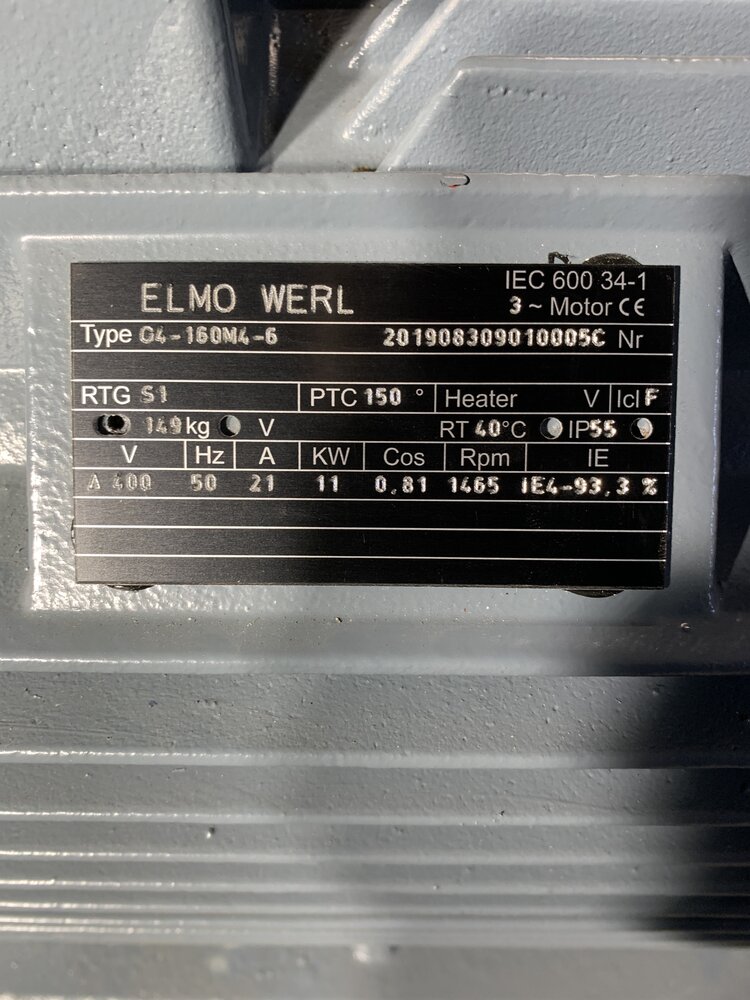 ELMO WERL
IEC 600 34-1
3 ~ Motor CE
Type G4-160M4-6 201908309010005C Nr
RTG S1 PTC 150 ° Heater V Icl F
149 kg V RT 40°C IP55
V Hz A KW Cos Rpm IE
400 50 21 11 0,81 1465 IE4-93,3 %